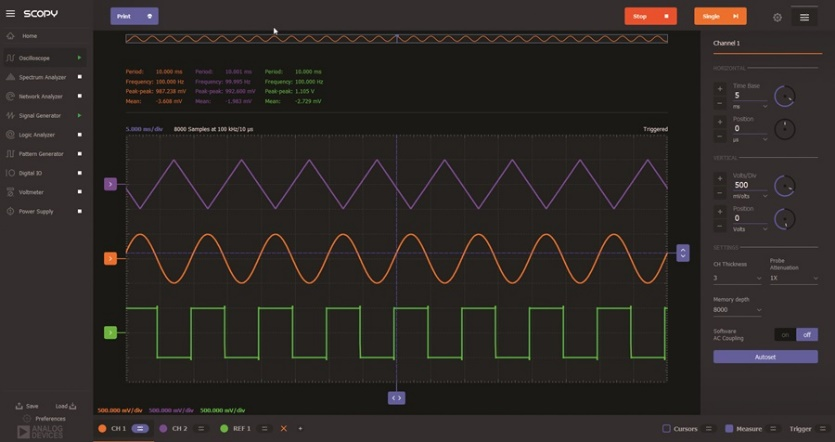 SCOPY
Print
Stop
Single
Home
Oscilloscope
Spectrum Analyzer
Network Analyzer
Signal Generator
Logic Analyzer
Pattern Generator
Digital IO
Voltmeter
Power Supply
Save
Load
Preferences
ANALOG
DEVICES
Period: 10.000 ms Period: 10.001 ms Period: 10.000 ms
Frequency: 100.000 Hz Frequency: 99.995 Hz Frequency: 100.000 Hz
Peak-peak: 987.238 mV Peak-peak: 992.600 mV Peak-peak: 1.105 V
Mean: -2.608 mV Mean: -1.983 mV Mean: -2.729 mV
5.000 ms/div 8000 Samples at 100 kHz/10 µs Triggered
500.000 mV/div 500.000 mV/div 500.000 mV/div
CH 1 CH 2 REF 1 Cursors Measure Trigger
Channel 1
HORIZONTAL
Time Base
5
ms
Position
0
µs
VERTICAL
Volts/Div
500
mVolts
Position
0
Volts
SETTINGS
CH Thickness
3
Probe
Attenuation
1X
Memory depth
8000
Software
AC Coupling
on off
Autoset